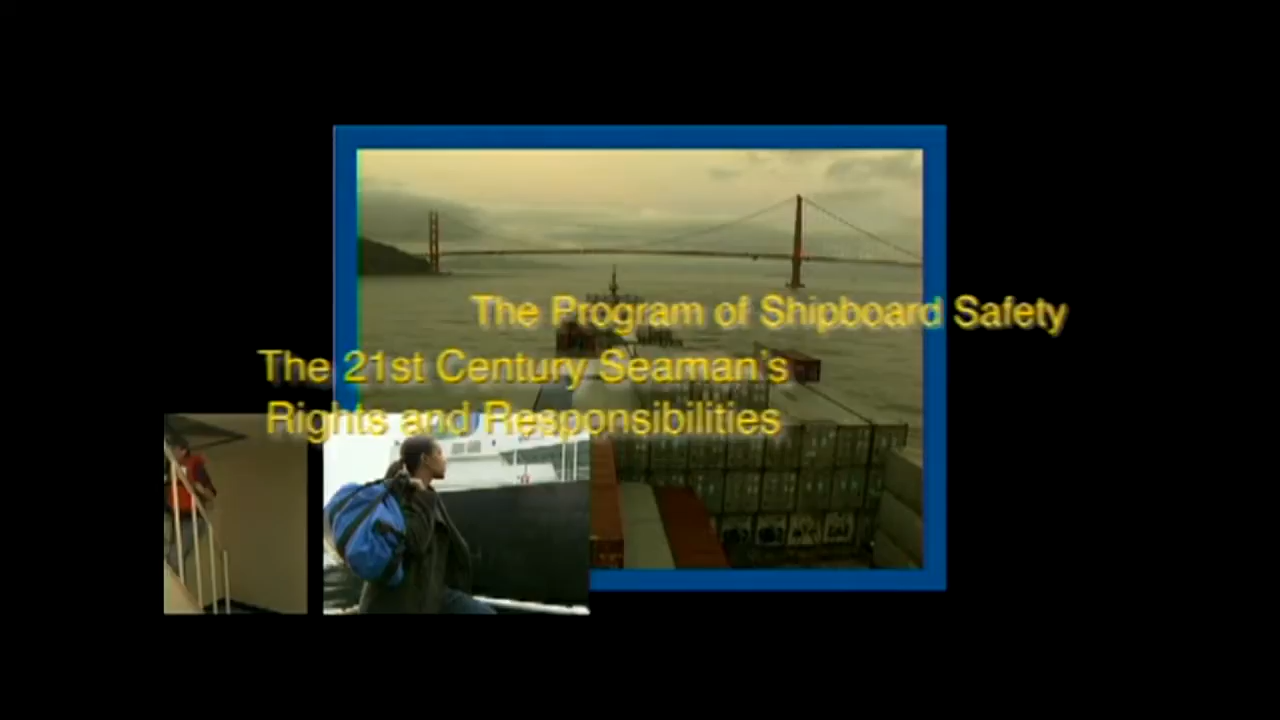 The Program of Shipboard Safety
The 21st Century Seaman's
Rights and Responsibilities